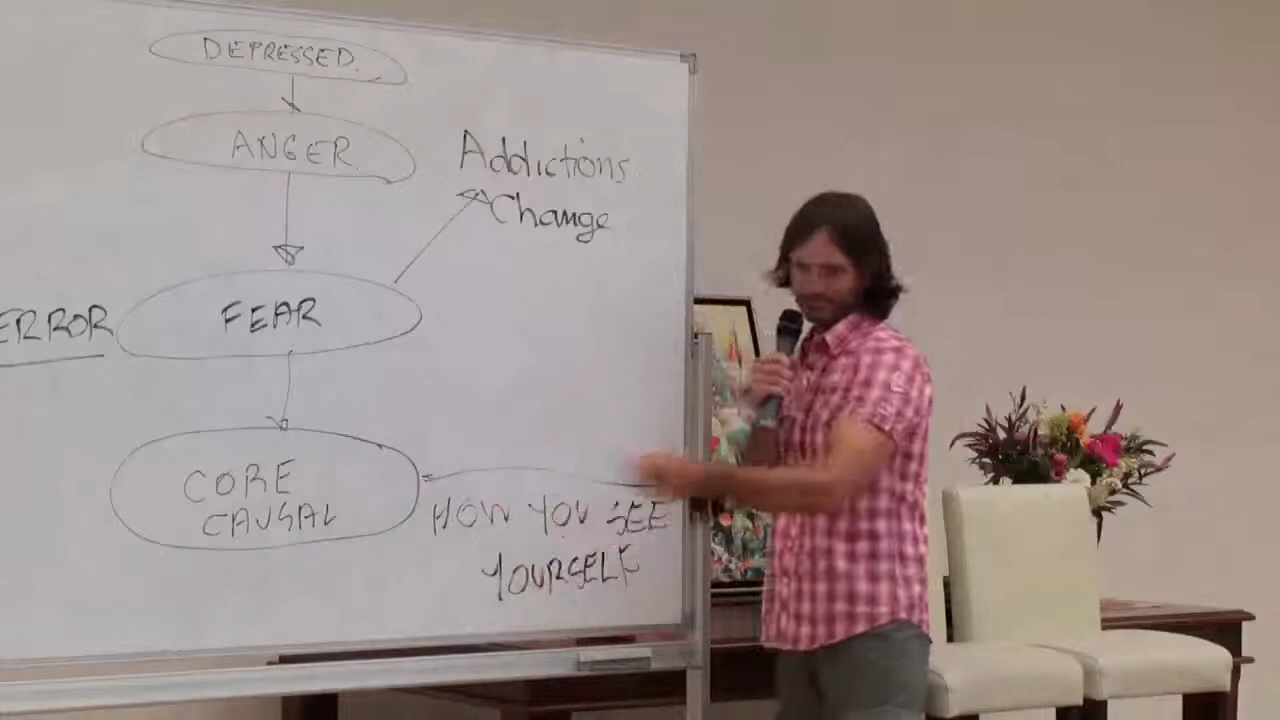 DEPRESSED
ANGER
Addictions
Change
ERROR
FEAR
CORE
CAUSAL
HOW YOU SEE
YOURSELF